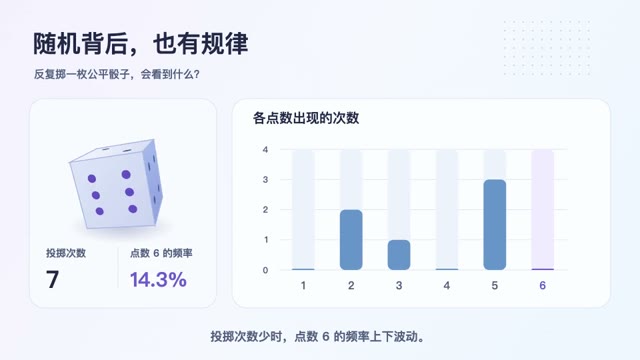 随机背后，也有规律
反复掷一枚公平骰子，会看到什么？
各点数出现的次数
4
3
2
1
0
1 2 3 4 5 6
投掷次数 点数 6 的频率
7 14.3%
投掷次数少时，点数 6 的频率上下波动。